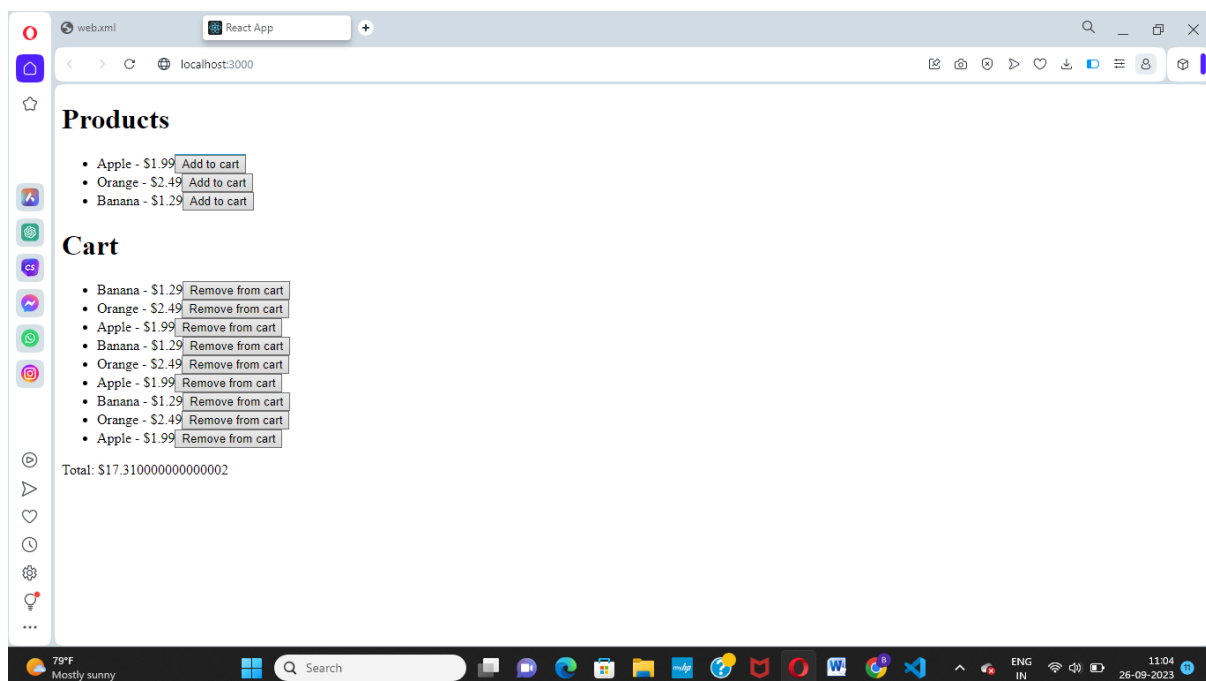 web.xml
React App
localhost:3000
Products
Apple - $1.99 Add to cart
Orange - $2.49 Add to cart
Banana - $1.29 Add to cart
Cart
Banana - $1.29 Remove from cart
Orange - $2.49 Remove from cart
Apple - $1.99 Remove from cart
Banana - $1.29 Remove from cart
Orange - $2.49 Remove from cart
Apple - $1.99 Remove from cart
Banana - $1.29 Remove from cart
Orange - $2.49 Remove from cart
Apple - $1.99 Remove from cart
Total: $17.310000000000002
CS
79°F
Mostly sunny
Search
myhp
B
ENG
IN
11:04
26-09-2023
11